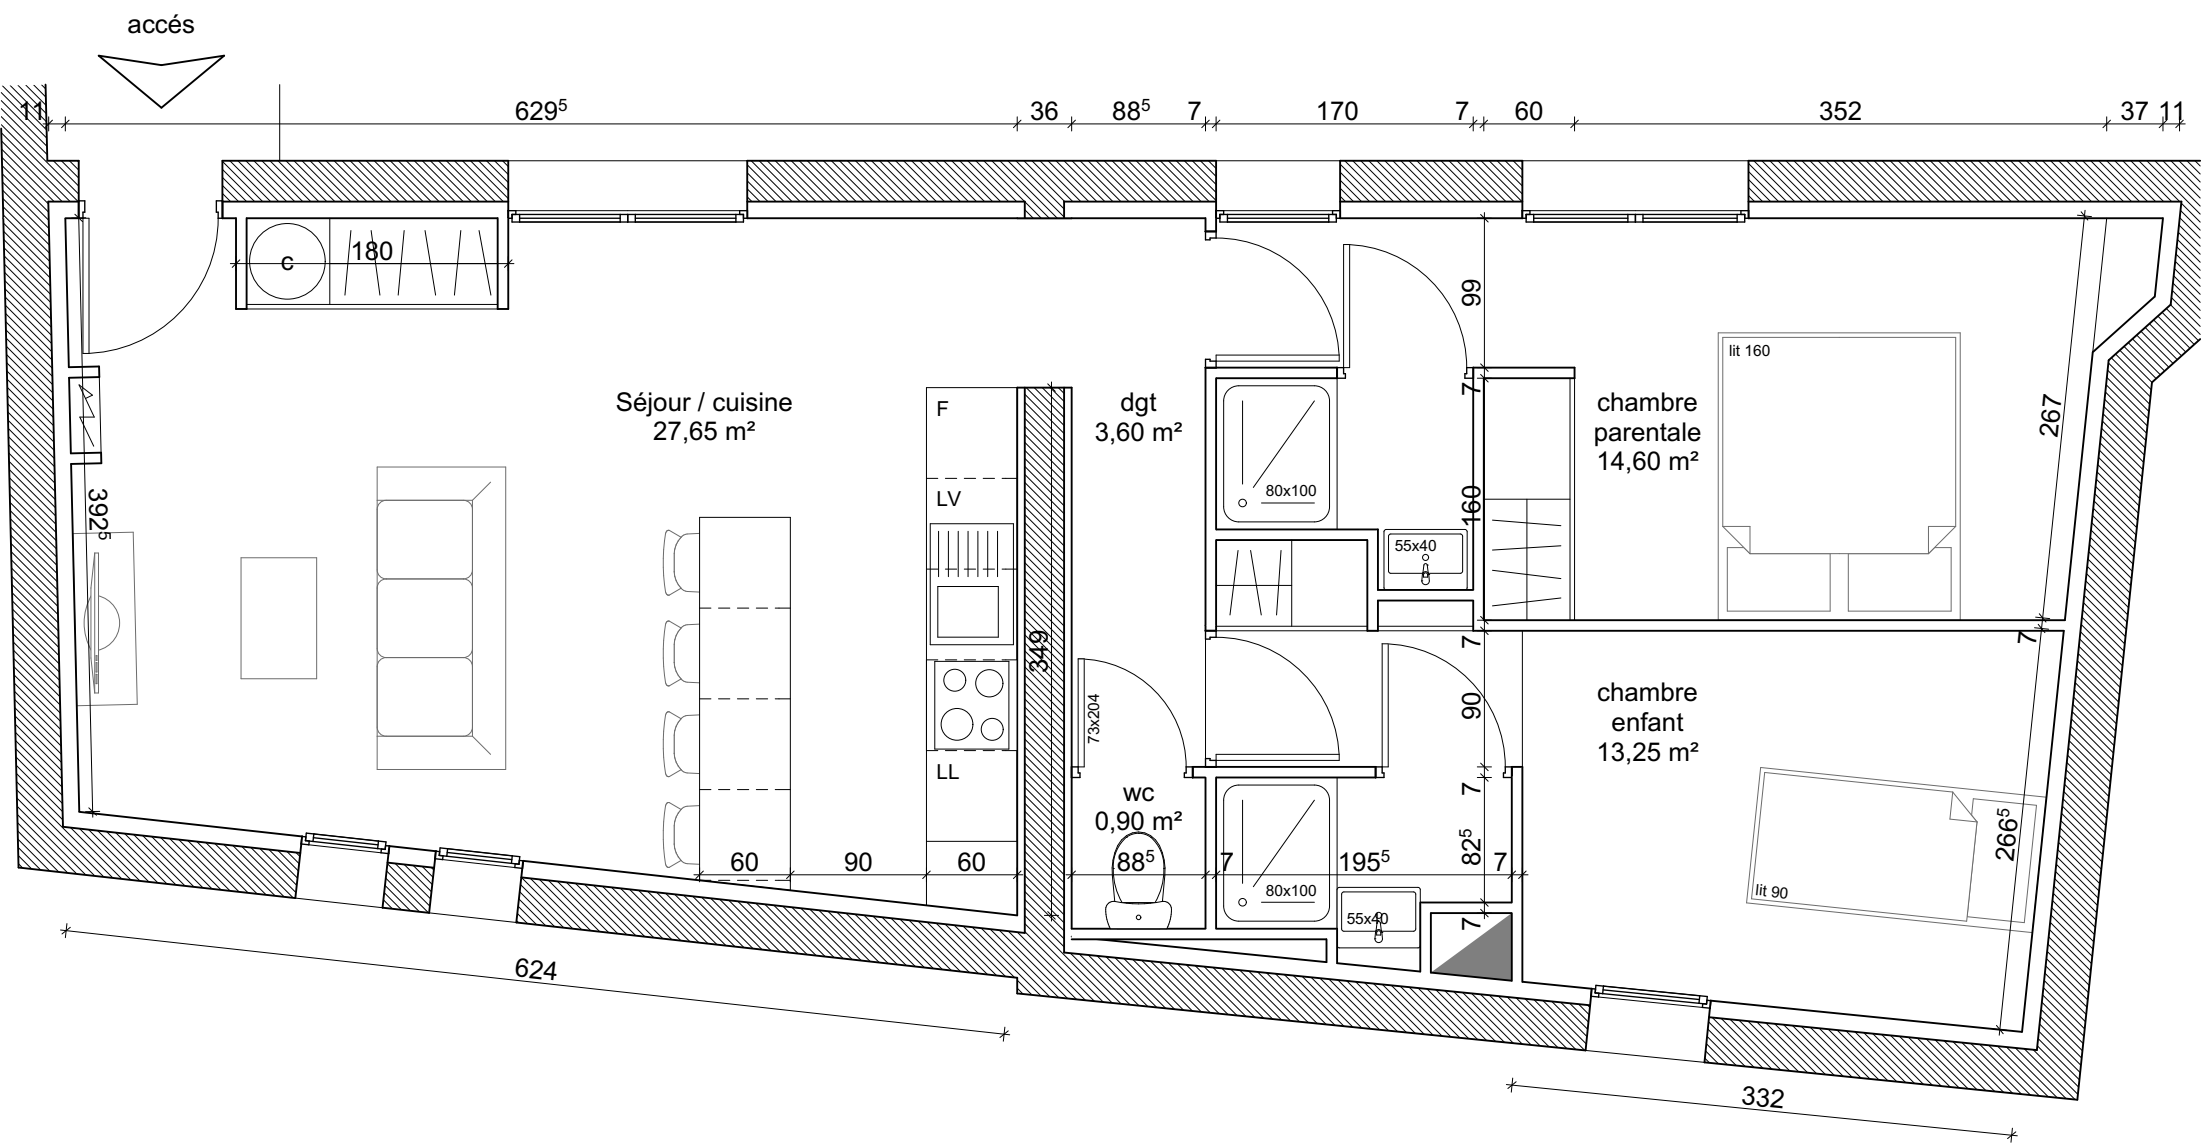 accés
11 629⁵ 36 88⁵ 7 170 7 60 352 37 11
c 180
99
lit 160
Séjour / cuisine
27,65 m²
F
dgt
3,60 m²
7
chambre
parentale
14,60 m²
267
LV
80x100
160
392⁵
55x40
349
7
7
73x204
90
chambre
enfant
13,25 m²
LL
wc
0,90 m²
7
82⁵
266⁵
60 90 60 88⁵ 7 195⁵ 7
80x100
lit 90
55x40
7
624
332